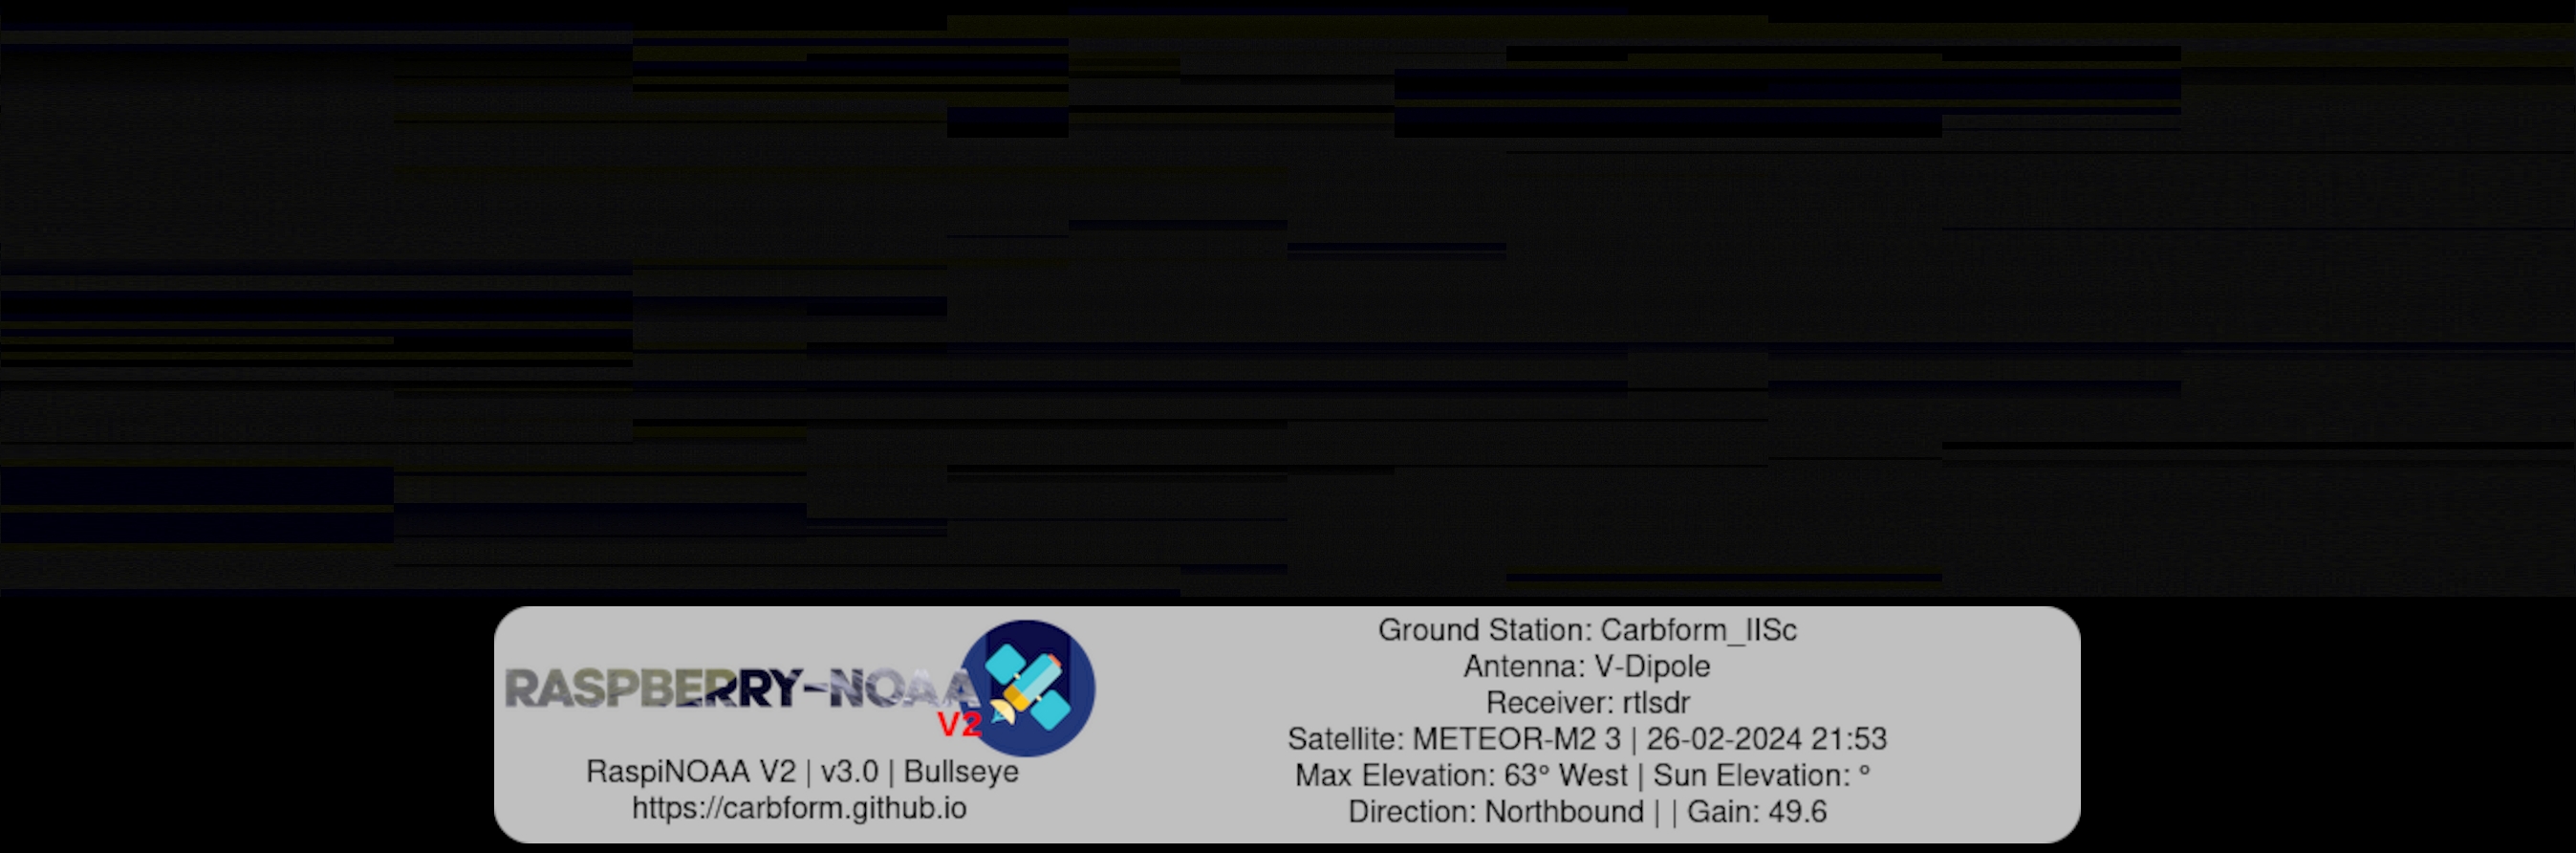 RASPBERRY-NOAA
V2
RaspiNOAA V2 | v3.0 | Bullseye
https://carbform.github.io
Ground Station: Carbform_IISc
Antenna: V-Dipole
Receiver: rtlsdr
Satellite: METEOR-M2 3 | 26-02-2024 21:53
Max Elevation: 63° West | Sun Elevation: °
Direction: Northbound | | Gain: 49.6